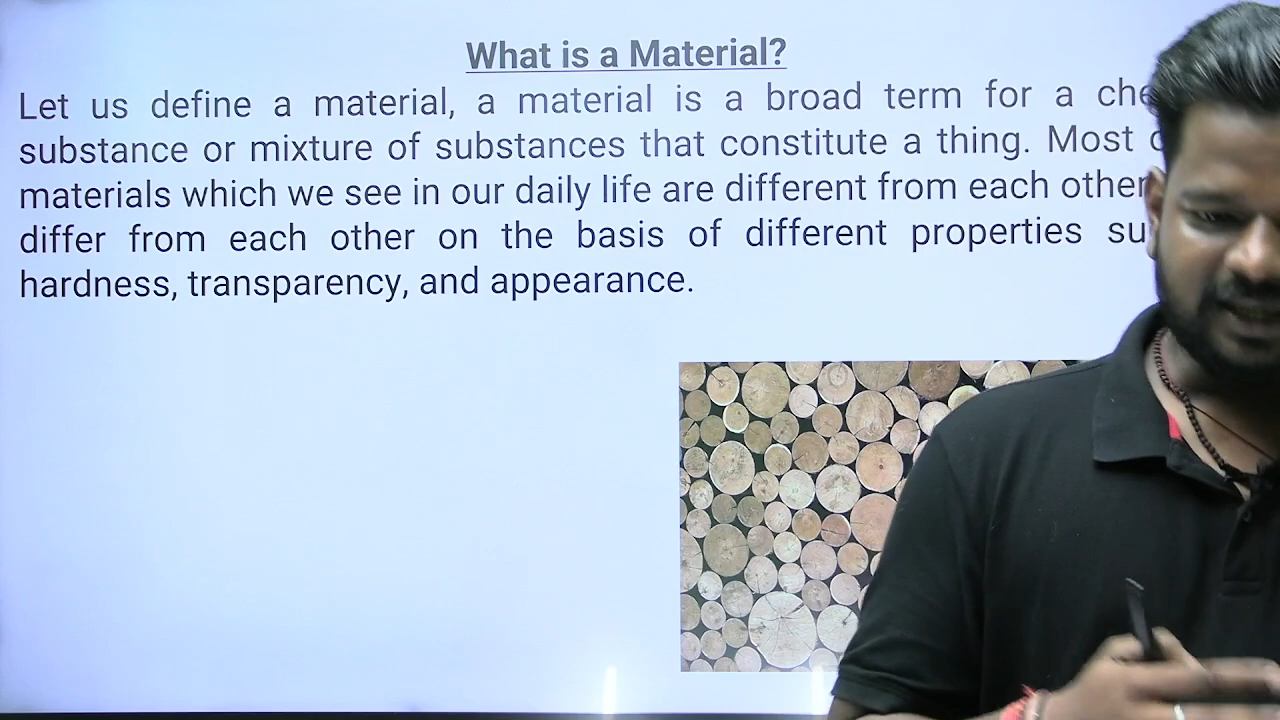 What is a Material?
Let us define a material, a material is a broad term for a
substance or mixture of substances that constitute a thing. Most
materials which we see in our daily life are different from each other
differ from each other on the basis of different properties
hardness, transparency, and appearance.